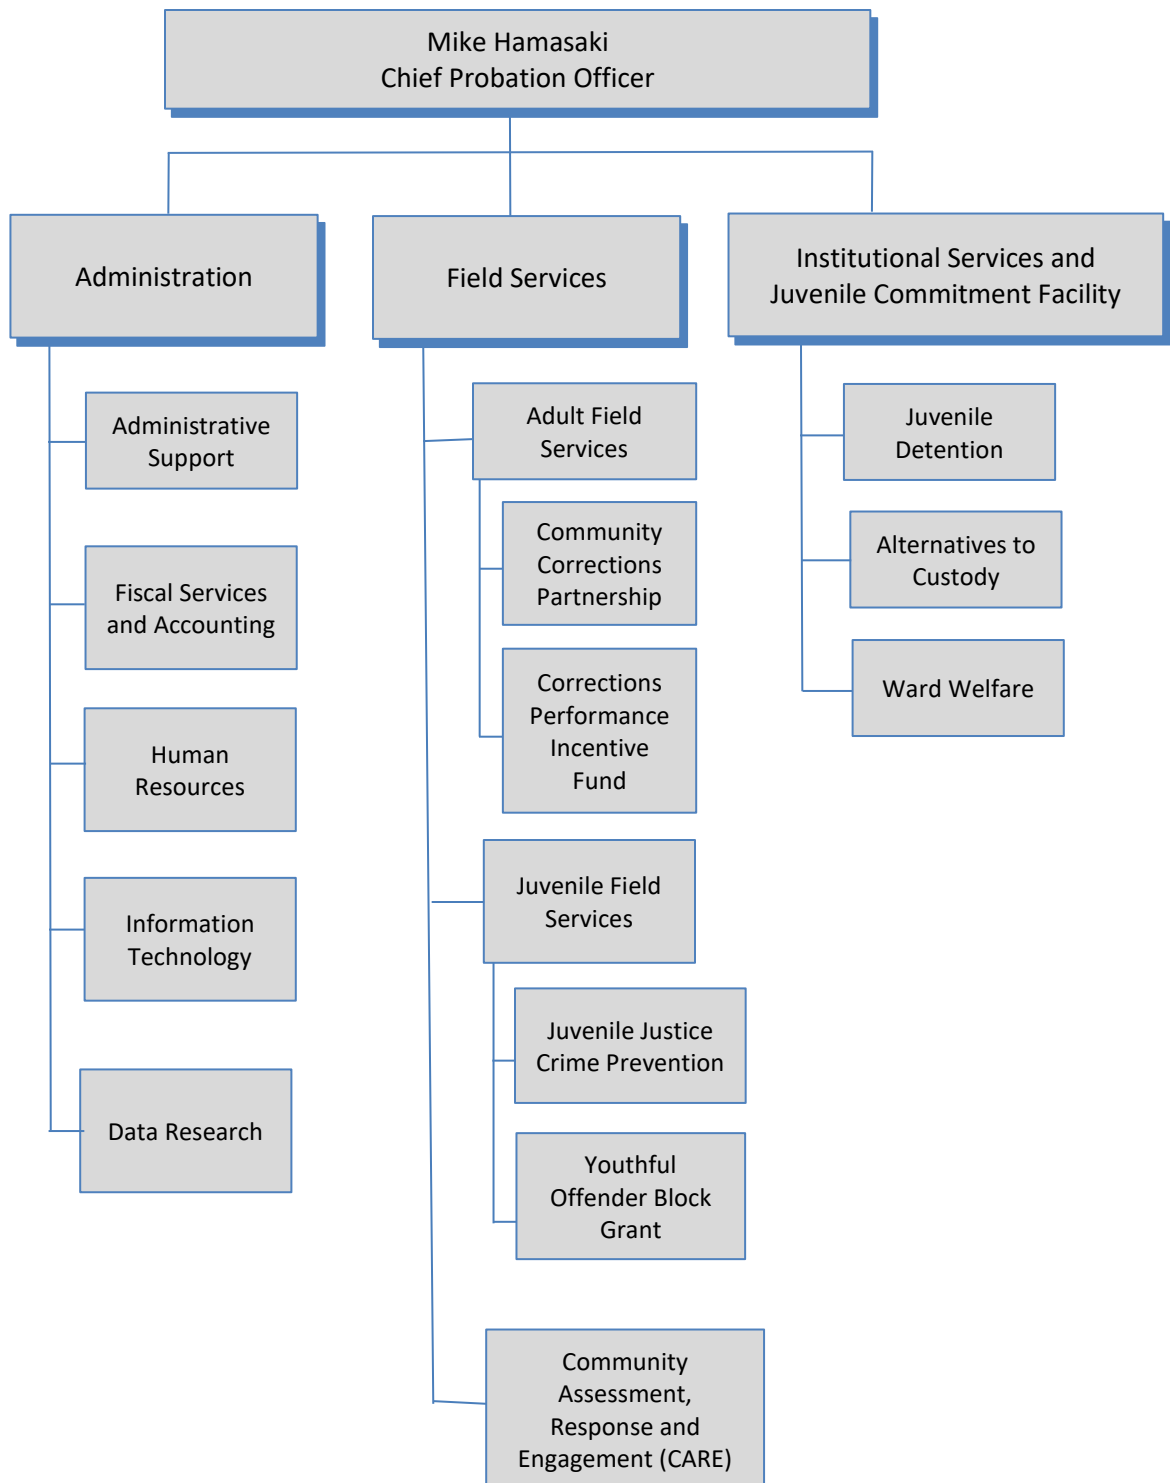 Mike Hamasaki
Chief Probation Officer
Administration
Administrative
Support
Fiscal Services
and Accounting
Human
Resources
Information
Technology
Data Research
Field Services
Adult Field
Services
Community
Corrections
Partnership
Corrections
Performance
Incentive
Fund
Juvenile Field
Services
Juvenile Justice
Crime Prevention
Youthful
Offender Block
Grant
Community
Assessment,
Response and
Engagement (CARE)
Institutional Services and
Juvenile Commitment Facility
Juvenile
Detention
Alternatives to
Custody
Ward Welfare